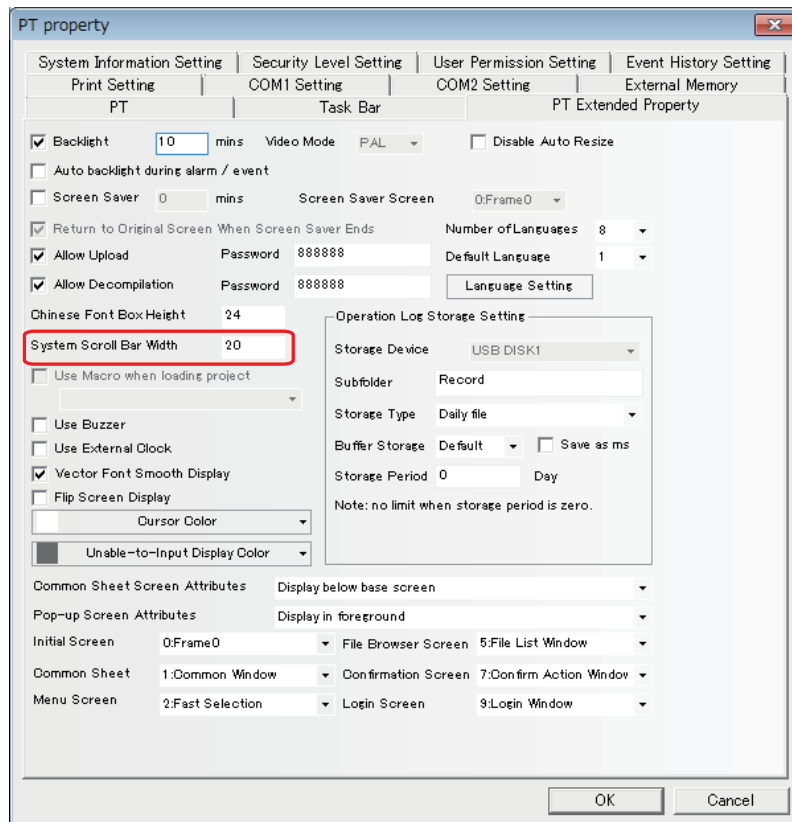 PT property
System Information Setting Security Level Setting User Permission Setting Event History Setting
Print Setting COM1 Setting COM2 Setting External Memory
PT Task Bar PT Extended Property
Backlight 10 mins Video Mode PAL Disable Auto Resize
Auto backlight during alarm / event
Screen Saver 0 mins Screen Saver Screen 0:Frame0
Return to Original Screen When Screen Saver Ends Number of Languages 8
Allow Upload Password 888888 Default Language 1
Allow Decompilation Password 888888 Language Setting
Chinese Font Box Height 24 Operation Log Storage Setting
System Scroll Bar Width 20 Storage Device USB DISK1
Use Macro when loading project Subfolder Record
Storage Type Daily file
Use Buzzer
Use External Clock Buffer Storage Default Save as ms
Vector Font Smooth Display Storage Period 0 Day
Flip Screen Display Note: no limit when storage period is zero.
Cursor Color
Unable-to-Input Display Color
Common Sheet Screen Attributes Display below base screen
Pop-up Screen Attributes Display in foreground
Initial Screen 0:Frame0 File Browser Screen 5:File List Window
Common Sheet 1:Common Window Confirmation Screen 7:Confirm Action Window
Menu Screen 2:Fast Selection Login Screen 9:Login Window
OK Cancel